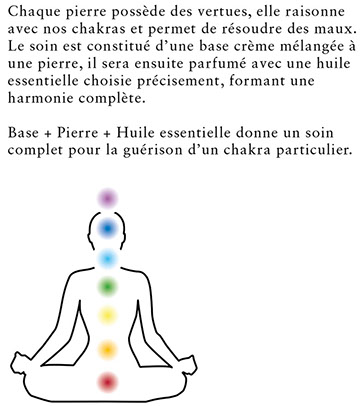 Chaque pierre possède des vertues, elle raisonne
avec nos chakras et permet de résoudre des maux.
Le soin est constitué d'une base crème mélangée à
une pierre, il sera ensuite parfumé avec une huile
essentielle choisie précisement, formant une
harmonie complète.
Base + Pierre + Huile essentielle donne un soin
complet pour la guérison d'un chakra particulier.